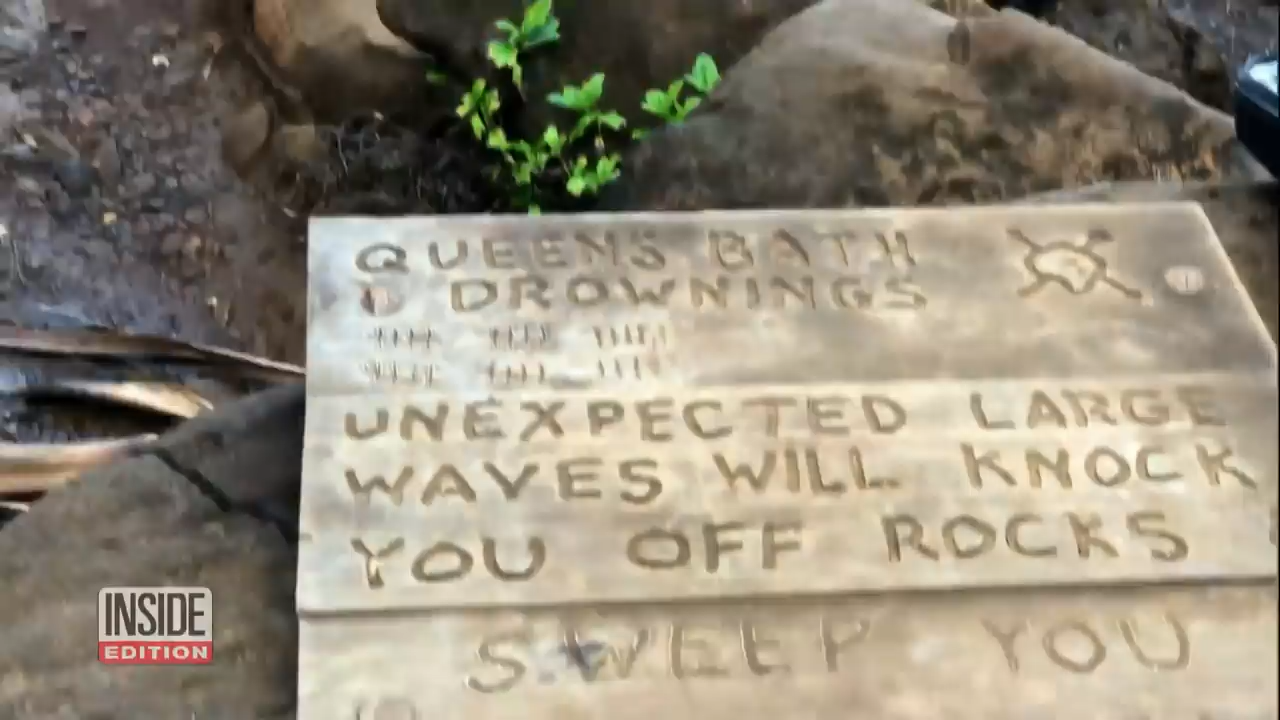 QUEENS BATH
DROWNINGS
UNEXPECTED LARGE
WAVES WILL KNOCK
YOU OFF ROCKS
SWEEP YOU
INSIDE
EDITION